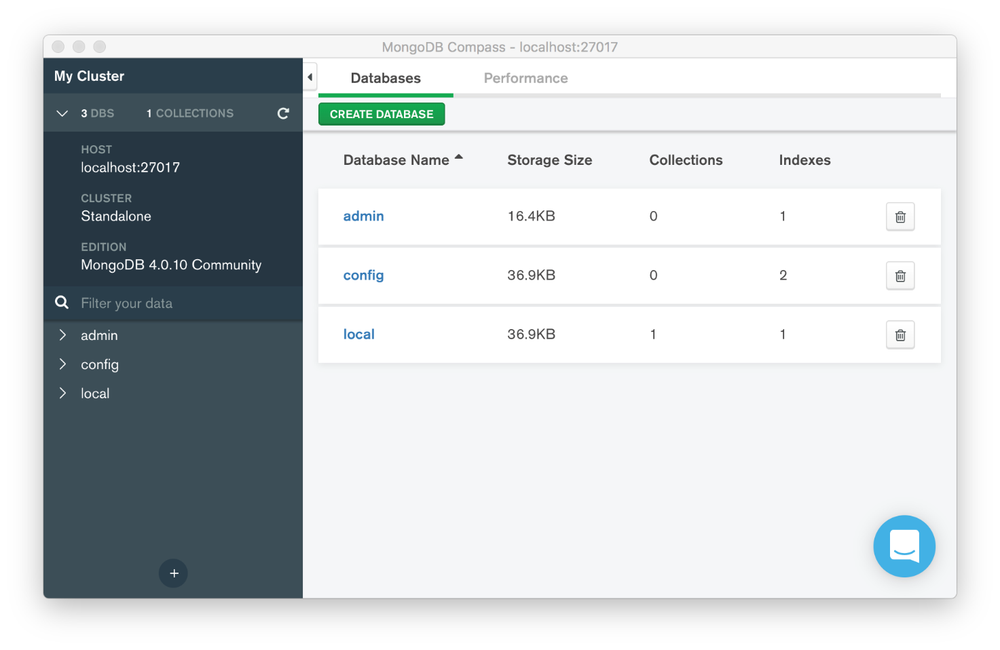 MongoDB Compass - localhost:27017
My Cluster
3 DBS 1 COLLECTIONS
HOST
localhost:27017
CLUSTER
Standalone
EDITION
MongoDB 4.0.10 Community
Filter your data
admin
config
local
+
Databases Performance
CREATE DATABASE
Database Name Storage Size Collections Indexes
admin 16.4KB 0 1
config 36.9KB 0 2
local 36.9KB 1 1